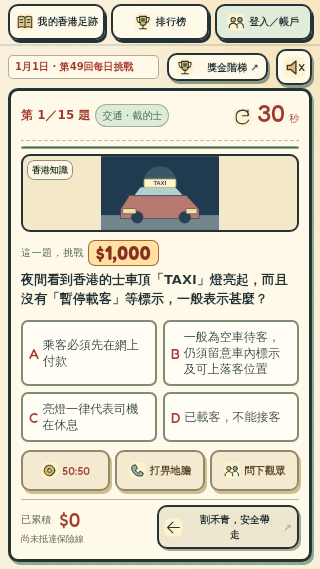 我的香港足跡
排行榜
登入／帳戶
1月1日・第49回每日挑戰
獎金階梯 ↗
第 1／15 題
交通・截的士
30 秒
香港知識
TAXI
這一題，挑戰 $1,000
夜間看到香港的士車頂「TAXI」燈亮起，而且
沒有「暫停載客」等標示，一般表示甚麼？
A 乘客必須先在網上
付款
B 一般為空車待客，
仍須留意車內標示
及可上落客位置
C 亮燈一律代表司機
在休息
D 已載客，不能接客
50:50
打畀地膽
問下觀眾
已累積 $0
尚未抵達保險線
← 割禾青，安全帶
走 ↗